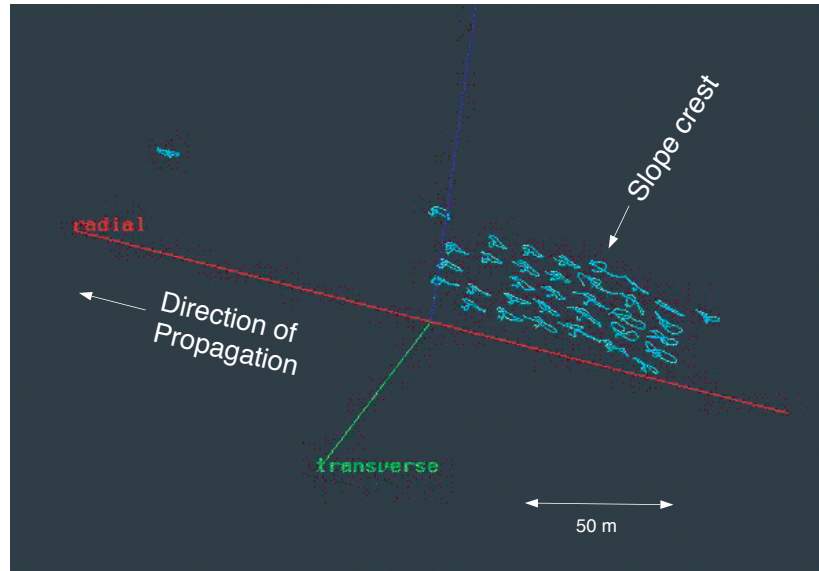 Slope crest
radial
Direction of
Propagation
transverse
50 m